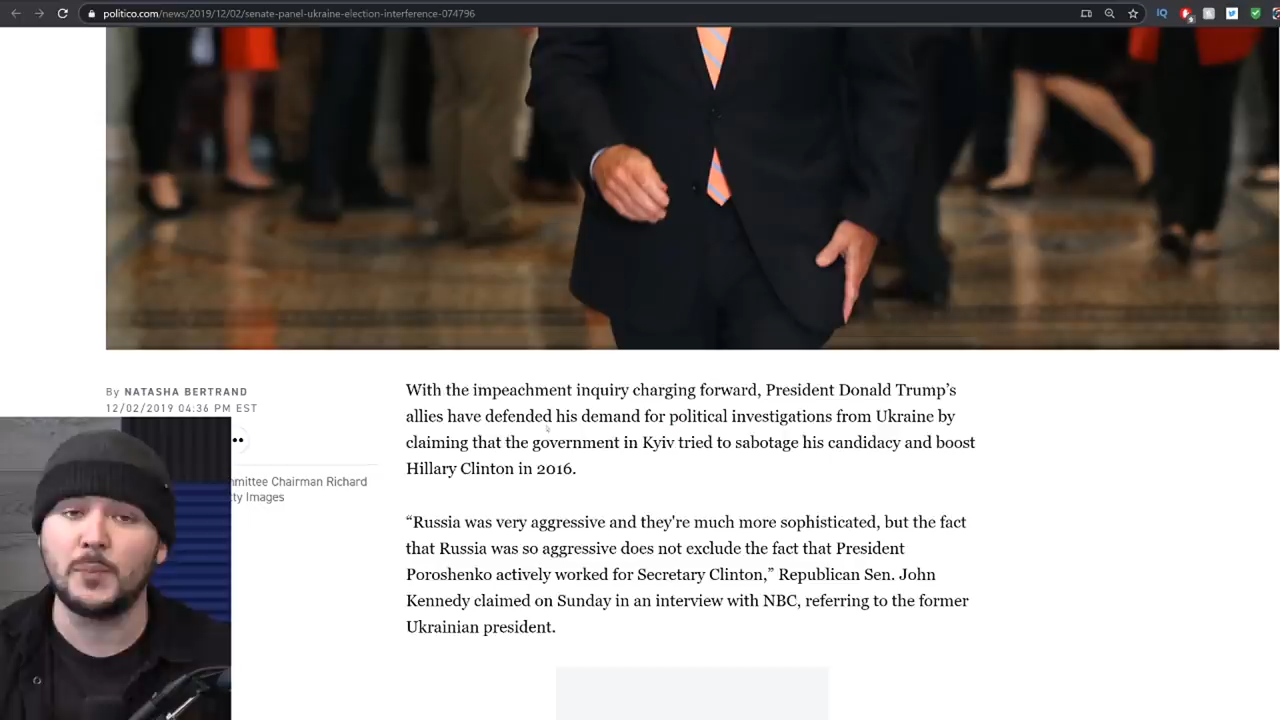 politico.com/news/2019/12/02/senate-panel-ukraine-election-interference-074796
IQ
By NATASHA BERTRAND
12/02/2019 04:36 PM EST
mmittee Chairman Richard
tty Images
With the impeachment inquiry charging forward, President Donald Trump’s
allies have defended his demand for political investigations from Ukraine by
claiming that the government in Kyiv tried to sabotage his candidacy and boost
Hillary Clinton in 2016.
“Russia was very aggressive and they're much more sophisticated, but the fact
that Russia was so aggressive does not exclude the fact that President
Poroshenko actively worked for Secretary Clinton,” Republican Sen. John
Kennedy claimed on Sunday in an interview with NBC, referring to the former
Ukrainian president.